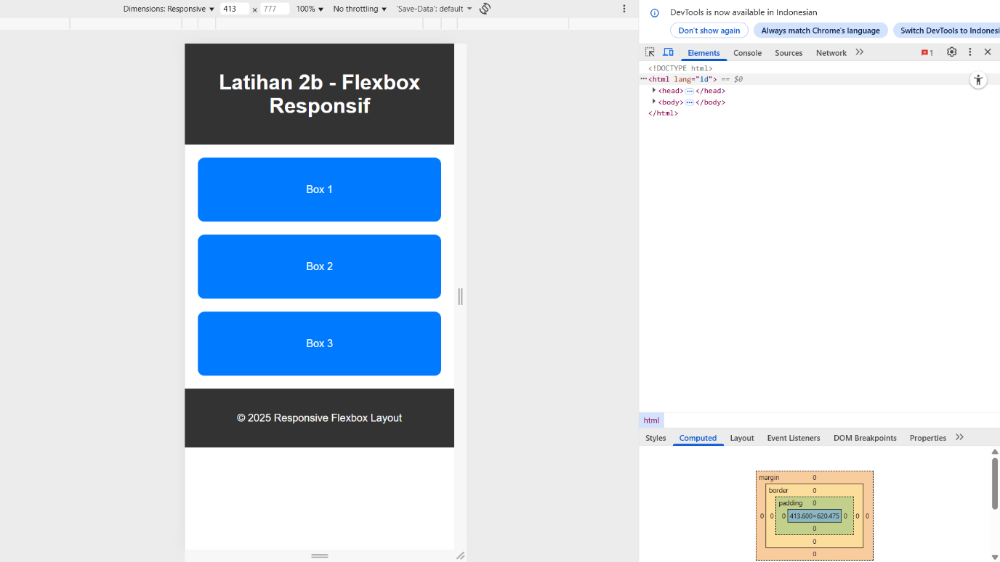 Dimensions: Responsive 413 × 777 100% No throttling 'Save-Data': default
DevTools is now available in Indonesian
Don't show again Always match Chrome's language Switch DevTools to Indonesi
Elements Console Sources Network 1
<!DOCTYPE html>
<html lang="id"> == $0
<head> </head>
<body> </body>
</html>
Latihan 2b - Flexbox
Responsif
Box 1
Box 2
Box 3
© 2025 Responsive Flexbox Layout
html
Styles Computed Layout Event Listeners DOM Breakpoints Properties
margin 0
border 0
padding 0
0 0 0 413.600×620.475 0 0 0
0
0
0